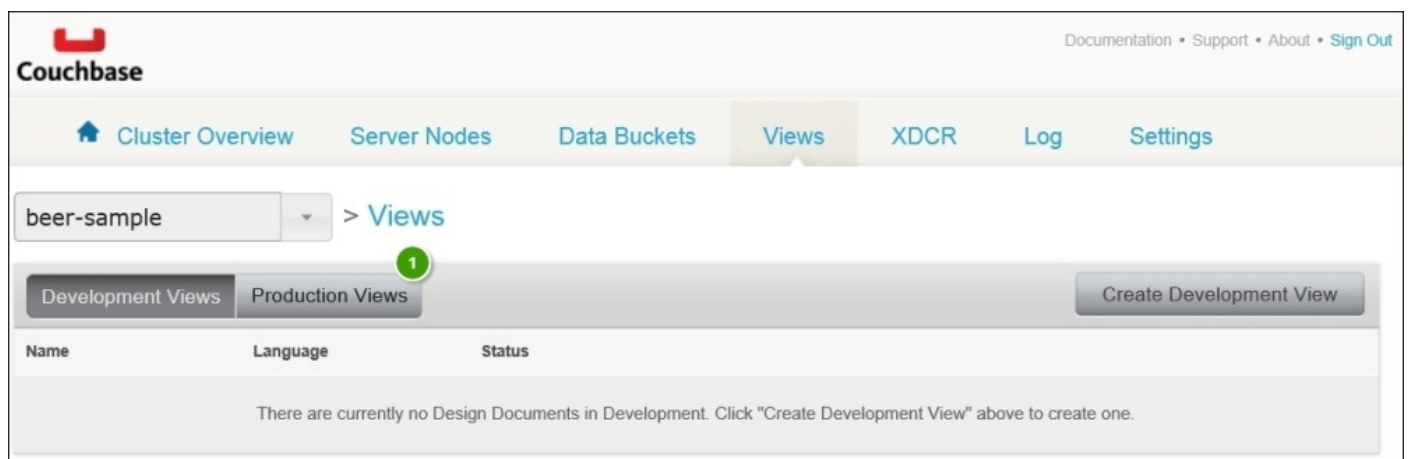 Couchbase
Documentation • Support • About • Sign Out
Cluster Overview Server Nodes Data Buckets Views XDCR Log Settings
beer-sample > Views
1
Development Views Production Views Create Development View
Name Language Status
There are currently no Design Documents in Development. Click "Create Development View" above to create one.